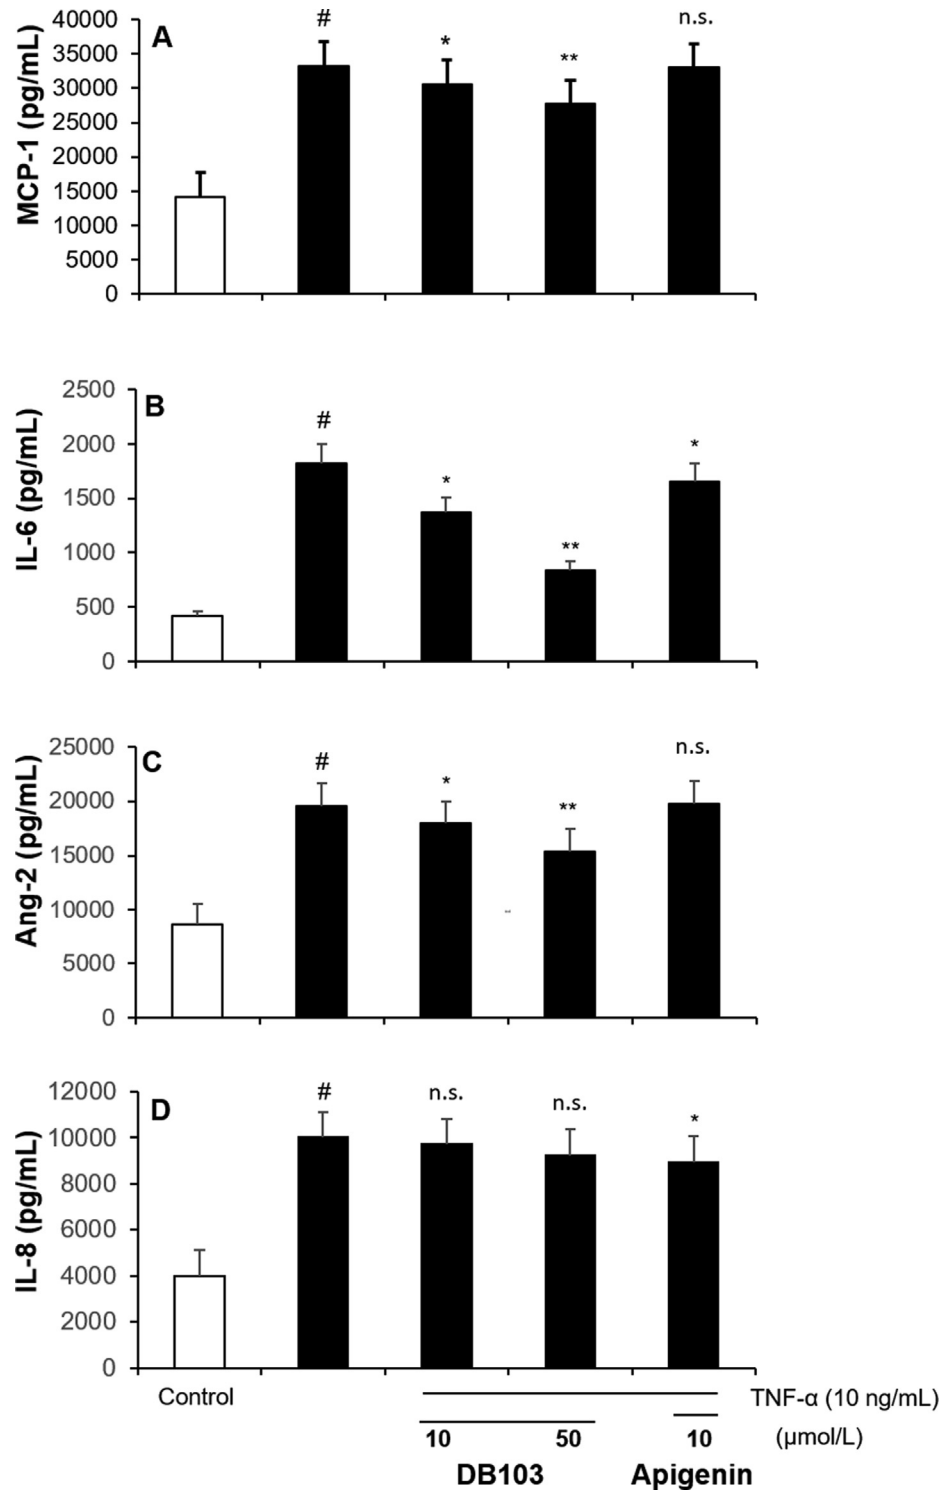 A
MCP-1 (pg/mL)
40000
35000
30000
25000
20000
15000
10000
5000
0
#
*
**
n.s.
B
IL-6 (pg/mL)
2500
2000
1500
1000
500
0
#
*
**
*
C
Ang-2 (pg/mL)
25000
20000
15000
10000
5000
0
#
*
**
n.s.
D
IL-8 (pg/mL)
12000
10000
8000
6000
4000
2000
0
#
n.s.
n.s.
*
Control
TNF-α (10 ng/mL)
10 50 10 (μmol/L)
DB103 Apigenin